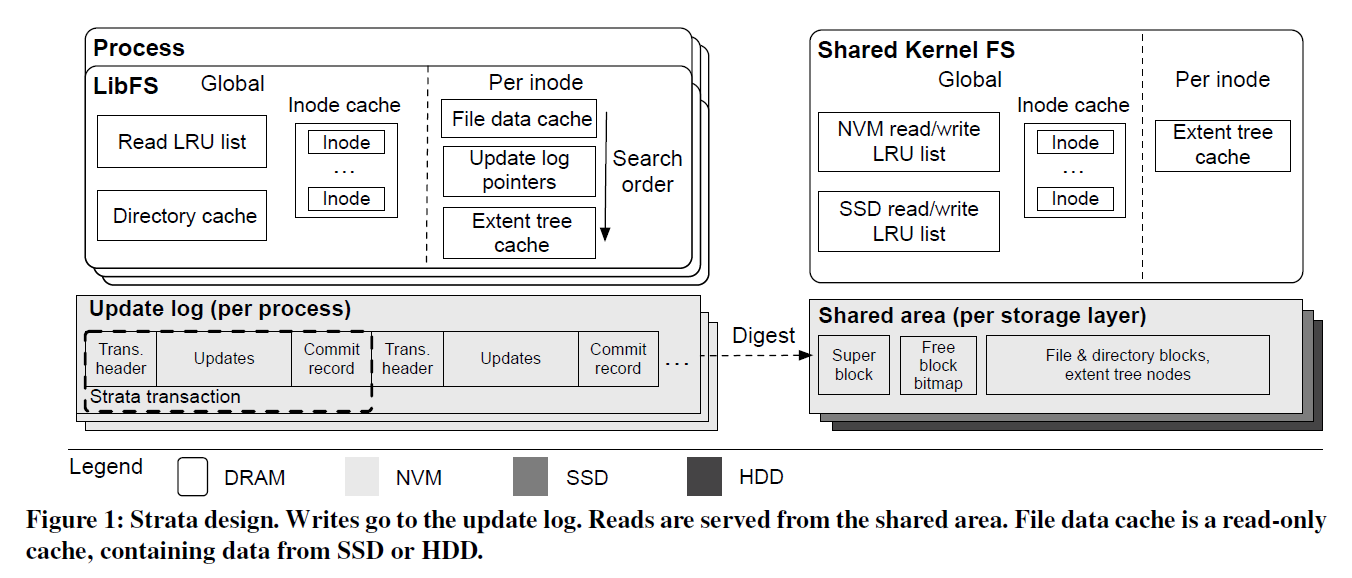 Process
LibFS
Global
Per inode
Read LRU list
Directory cache
Inode cache
Inode
...
Inode
File data cache
Update log
pointers
Extent tree
cache
Search
order
Shared Kernel FS
Global
Per inode
NVM read/write
LRU list
SSD read/write
LRU list
Inode cache
Inode
...
Inode
Extent tree
cache
Update log (per process)
Trans.
header
Updates
Commit
record
Trans.
header
Updates
Commit
record
...
Strata transaction
Digest
Shared area (per storage layer)
Super
block
Free
block
bitmap
File & directory blocks,
extent tree nodes
Legend
DRAM
NVM
SSD
HDD
Figure 1: Strata design. Writes go to the update log. Reads are served from the shared area. File data cache is a read-only
cache, containing data from SSD or HDD.